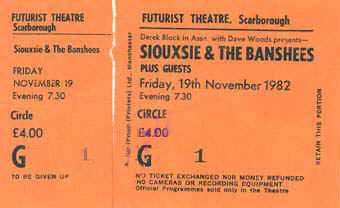 FUTURIST THEATRE
Scarborough
Siouxsie & The Banshees
FRIDAY
NOVEMBER 19
Evening 7.30
Circle
£4.00
G 1
TO BE GIVEN UP
FUTURIST THEATRE, Scarborough
Derek Block in Assn. with Dave Woods presents—
SIOUXSIE & THE BANSHEES
PLUS GUESTS
Friday, 19th November 1982
Evening 7.30
CIRCLE
£4.00
G 1
NO TICKET EXCHANGED NOR MONEY REFUNDED
NO CAMERAS OR RECORDING EQUIPMENT
Official Programmes sold only in the Theatre
RETAIN THIS PORTION
(Printers) Ltd., Manchester